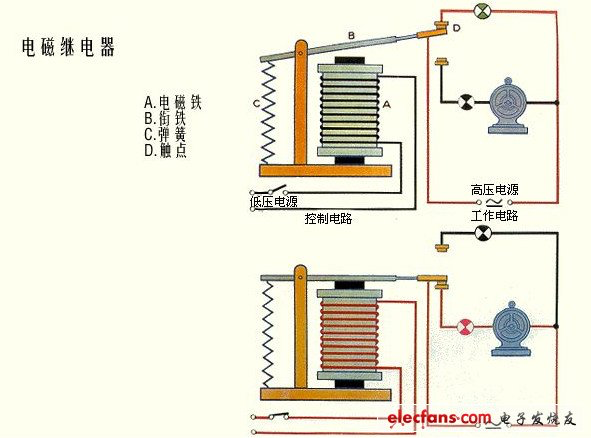 电磁继电器
A.电磁铁
B.衔铁
C.弹簧
D.触点
B
D
C
A
低压电源
控制电路
高压电源
工作电路
elecfans.com 电子发烧友